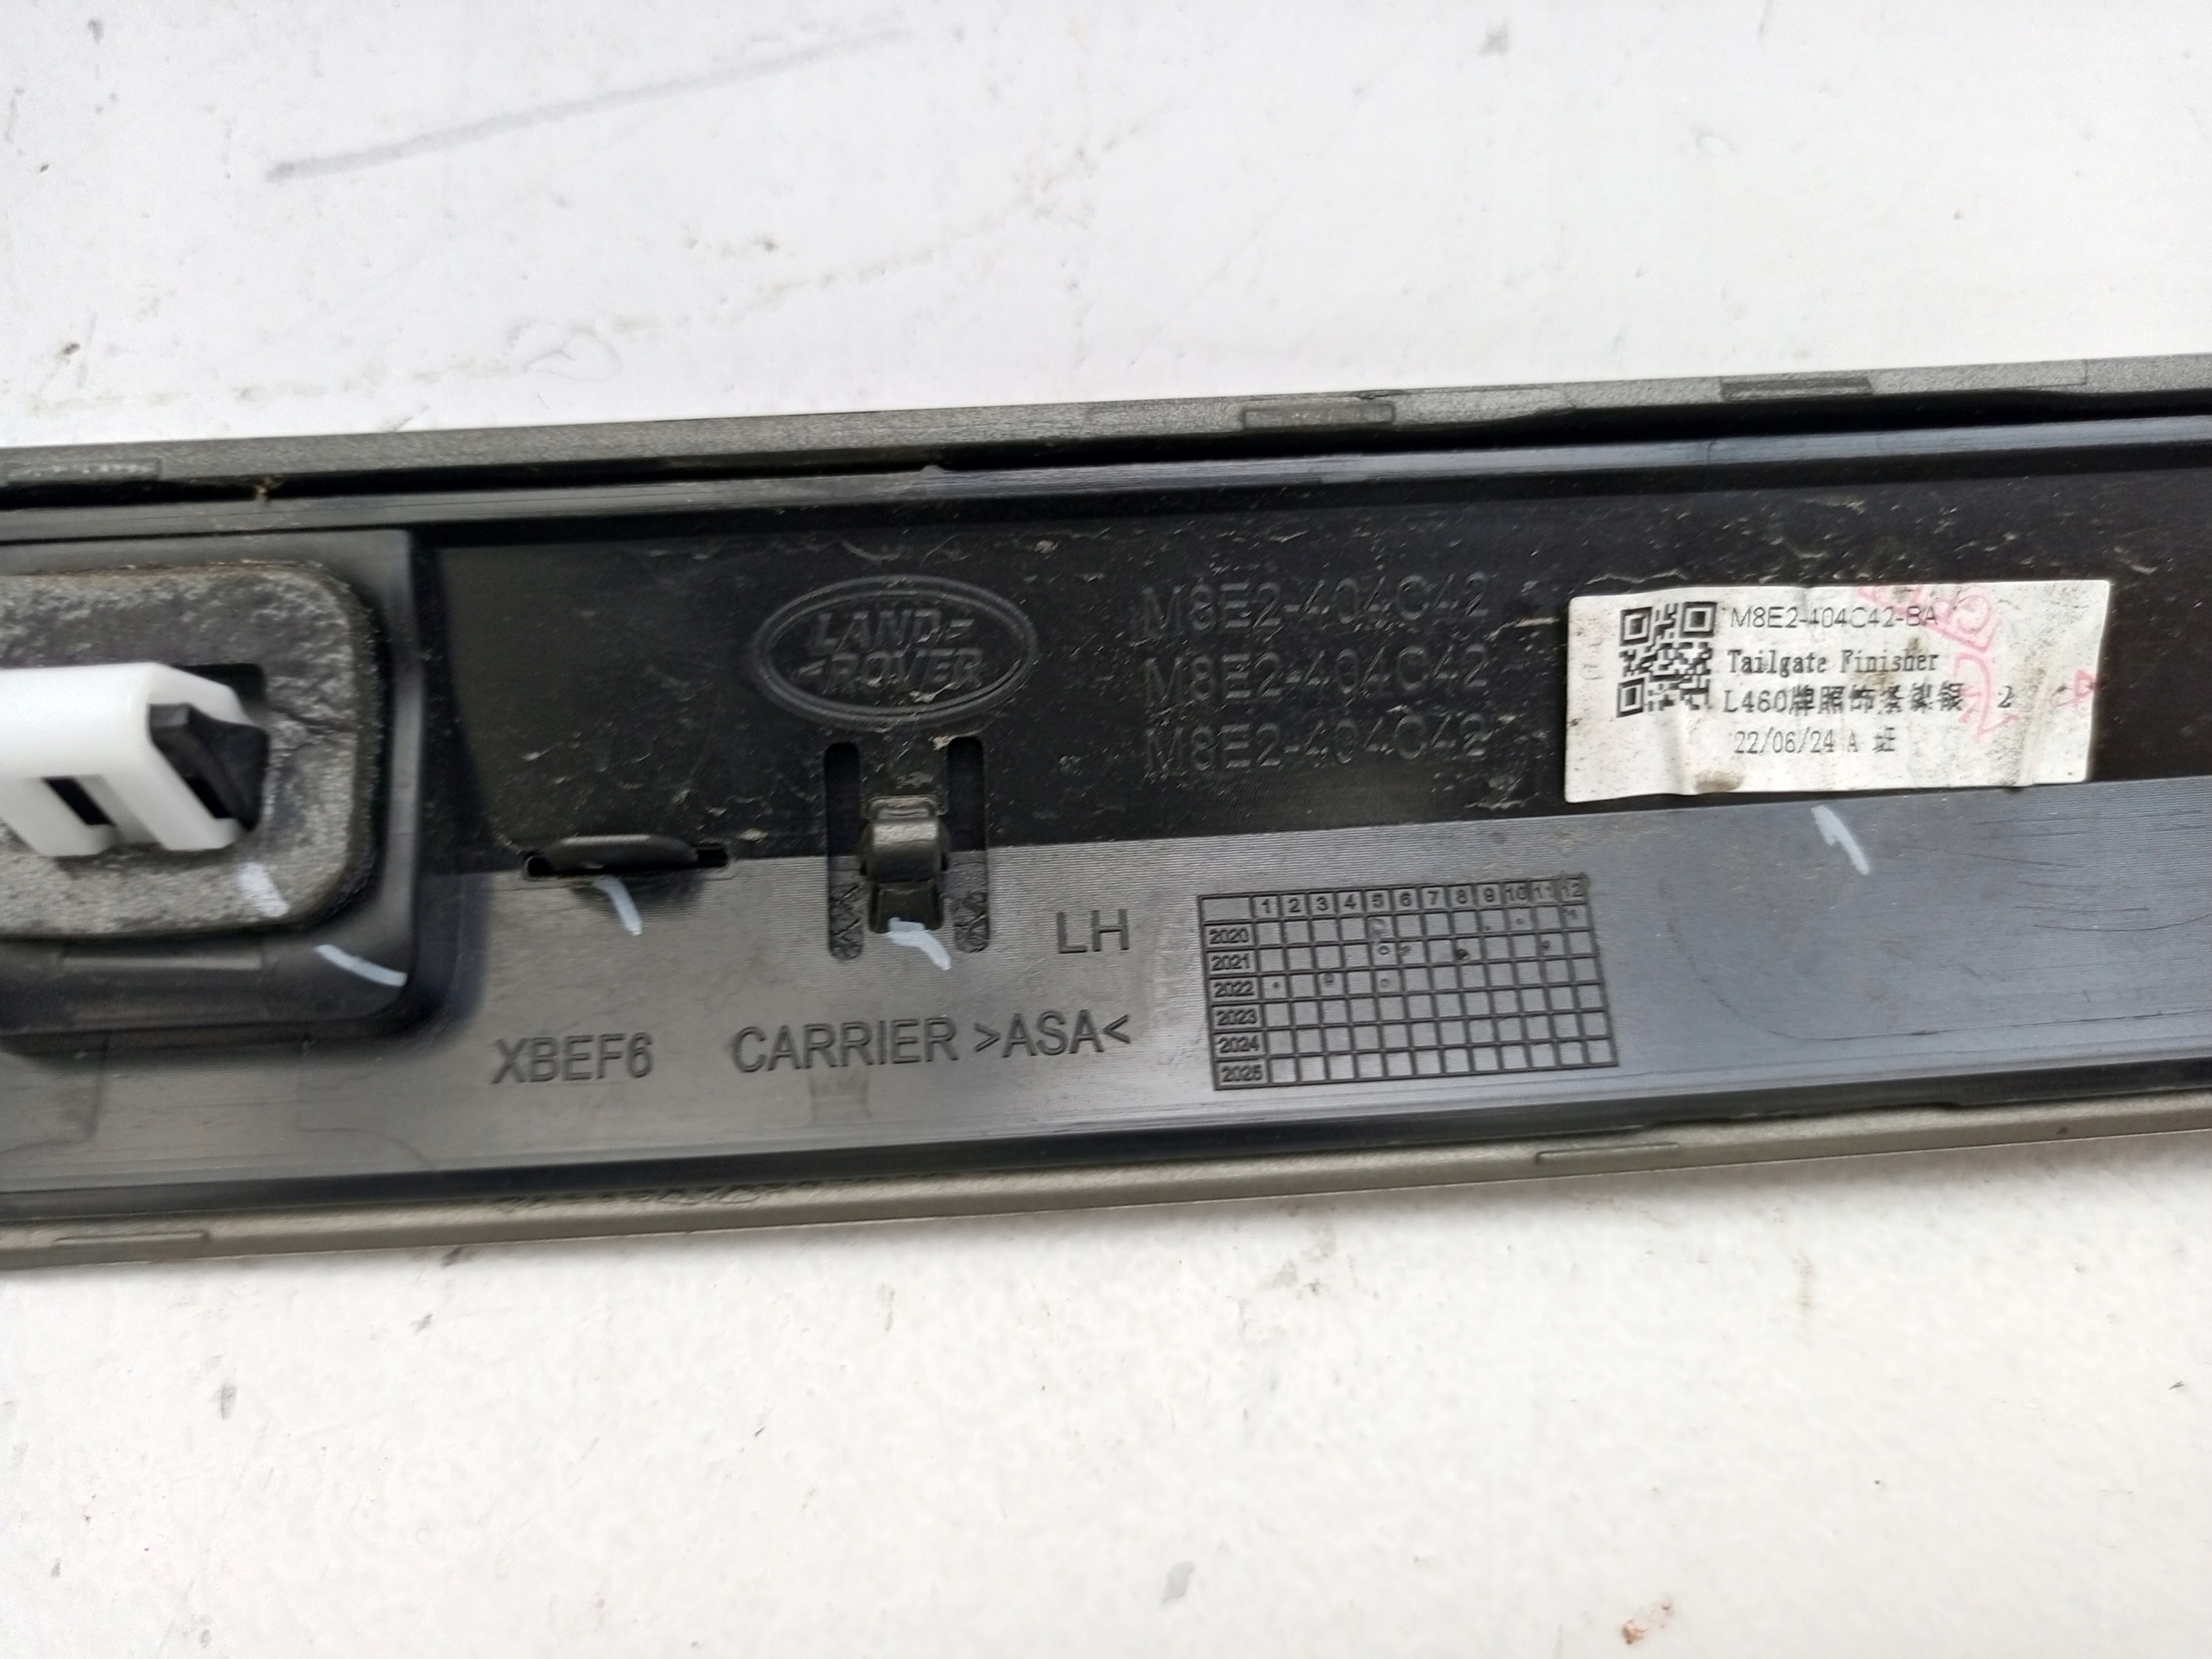 LAND-
-ROVER
M8E2-404C42
M8E2-404C42
M8E2-404C42
M8E2-404C42-BA
Tailgate Finisher
L460牌照饰条 2
22/06/24 A 班
LH
XBEF6 CARRIER >ASA<
1 2 3 4 5 6 7 8 9 10 11 12
2020
2021
2022
2023
2024
2025